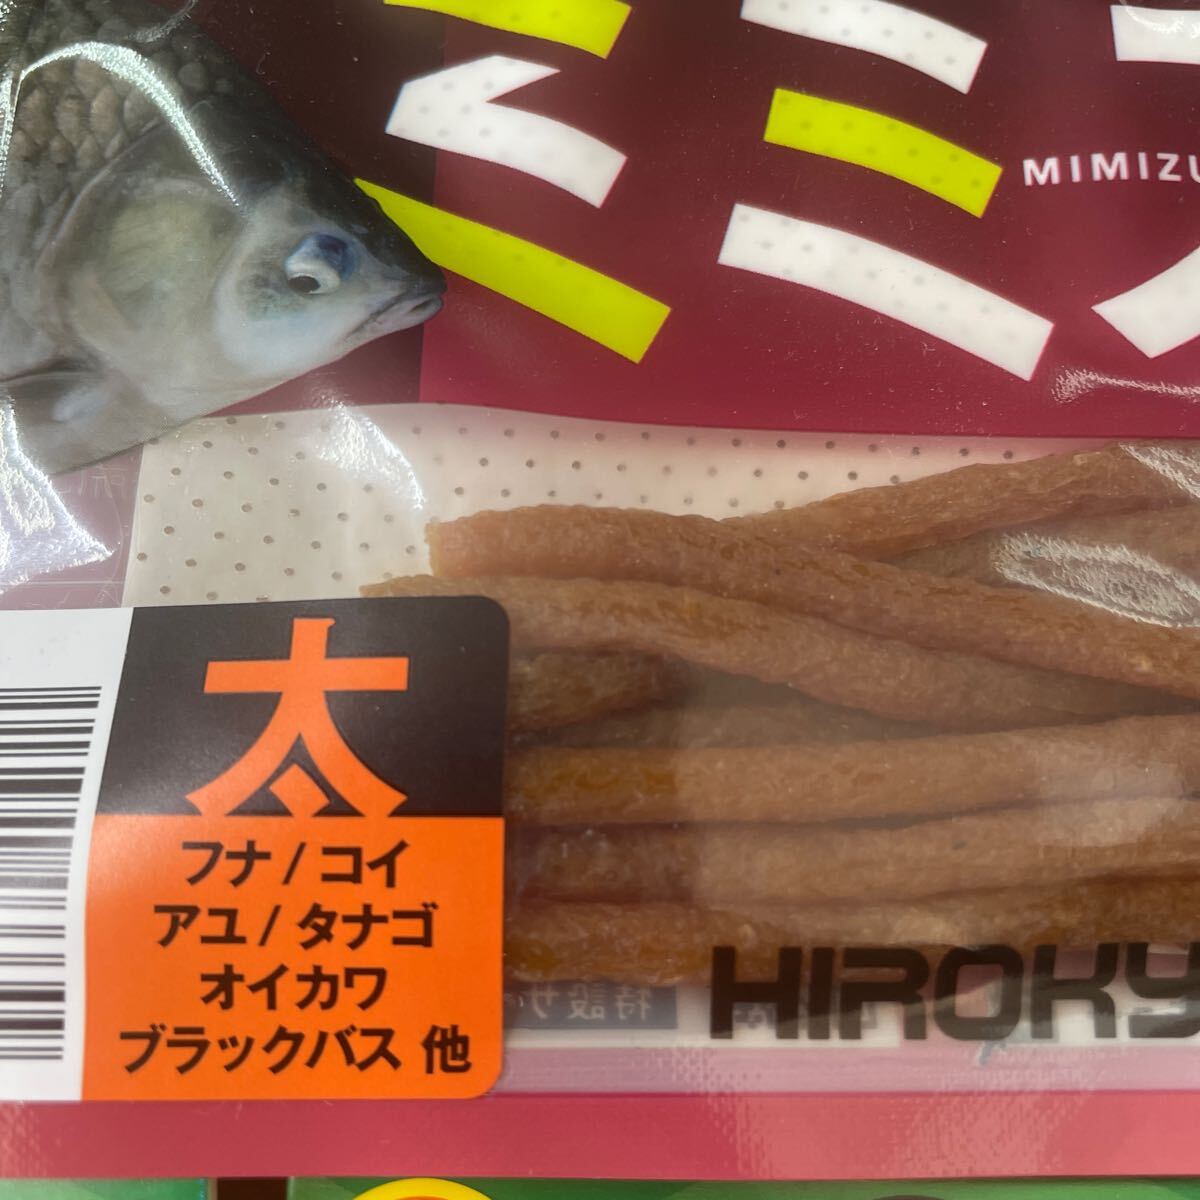 ミミズ
MIMIZU
太
フナ / コイ
アユ / タナゴ
オイカワ
ブラックバス 他
HIROKY